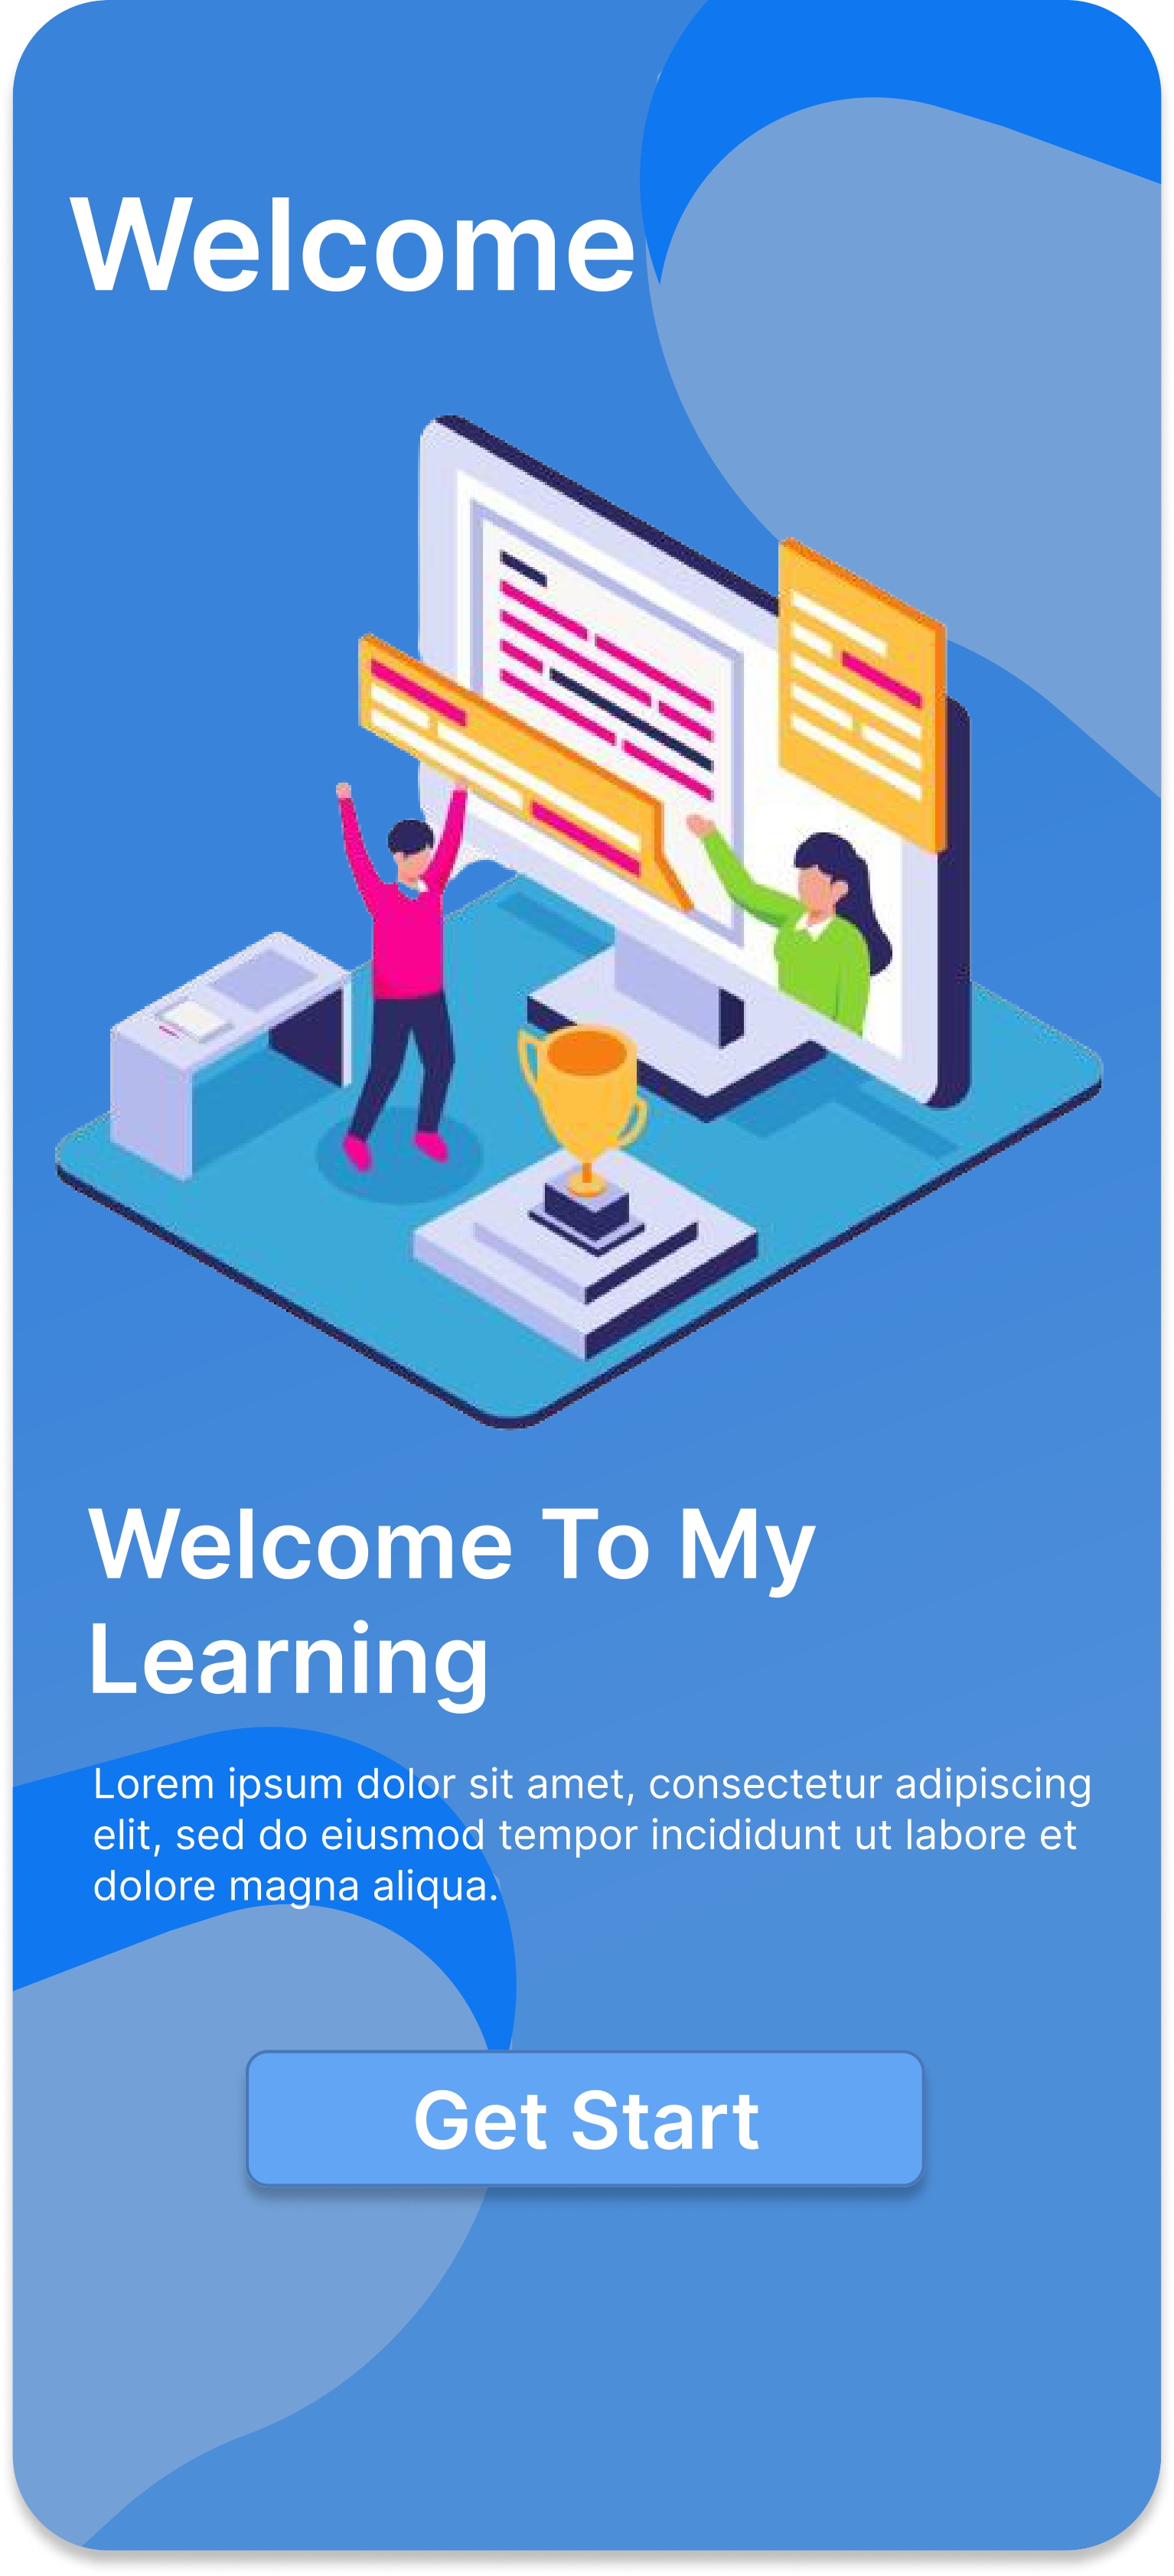 Welcome
Welcome To My
Learning
Lorem ipsum dolor sit amet, consectetur adipiscing
elit, sed do eiusmod tempor incididunt ut labore et
dolore magna aliqua.
Get Start